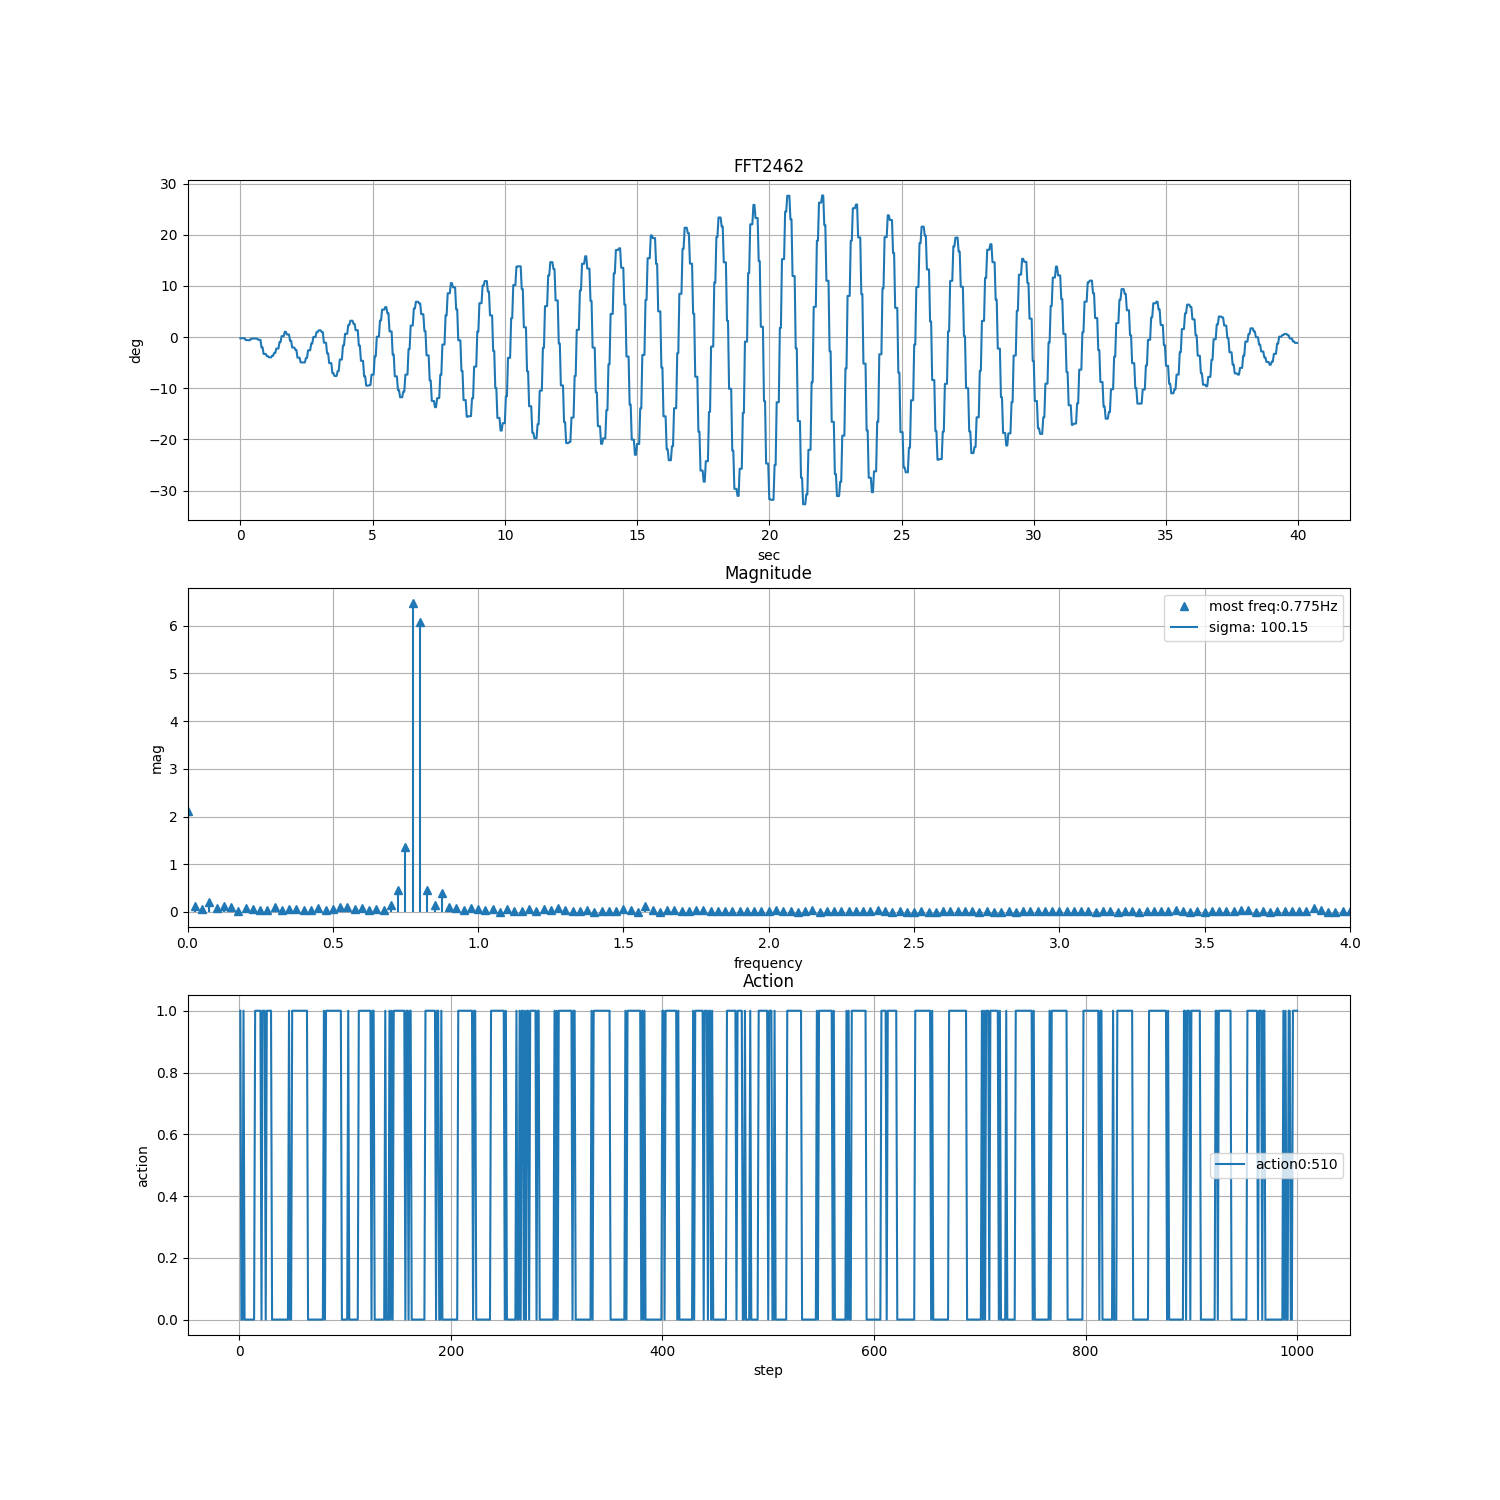 FFT2462
30
20
10
0
−10
−20
−30
deg
0 5 10 15 20 25 30 35 40
sec
Magnitude
most freq:0.775Hz
sigma: 100.15
6
5
4
3
2
1
0
mag
0.0 0.5 1.0 1.5 2.0 2.5 3.0 3.5 4.0
frequency
Action
1.0
0.8
0.6
0.4
0.2
0.0
action
action0:510
0 200 400 600 800 1000
step